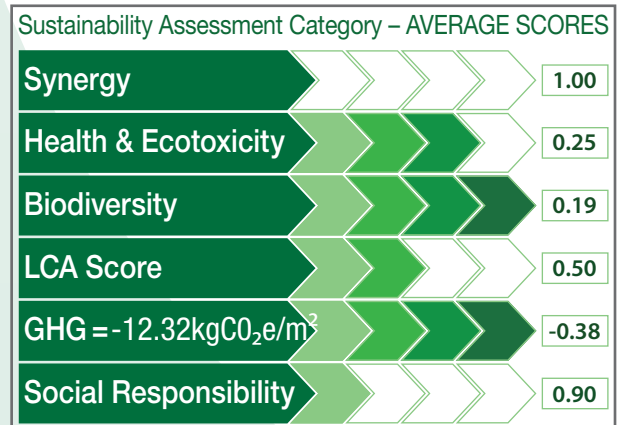 Sustainability Assessment Category – AVERAGE SCORES
Synergy 1.00
Health & Ecotoxicity 0.25
Biodiversity 0.19
LCA Score 0.50
GHG = -12.32kgC0₂e/m² -0.38
Social Responsibility 0.90